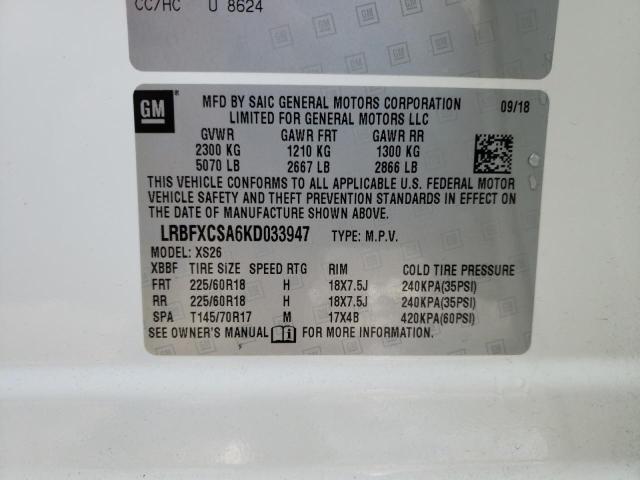 CC/HC U 8624
GM
MFD BY SAIC GENERAL MOTORS CORPORATION 09/18
LIMITED FOR GENERAL MOTORS LLC
GVWR GAWR FRT GAWR RR
2300 KG 1210 KG 1300 KG
5070 LB 2667 LB 2866 LB
THIS VEHICLE CONFORMS TO ALL APPLICABLE U.S. FEDERAL MOTOR
VEHICLE SAFETY AND THEFT PREVENTION STANDARDS IN EFFECT ON
THE DATE OF MANUFACTURE SHOWN ABOVE.
LRBFXCSA6KD033947 TYPE: M.P.V.
MODEL: XS26
XBBF TIRE SIZE SPEED RTG RIM COLD TIRE PRESSURE
FRT 225/60R18 H 18X7.5J 240KPA(35PSI)
RR 225/60R18 H 18X7.5J 240KPA(35PSI)
SPA T145/70R17 M 17X4B 420KPA(60PSI)
SEE OWNER'S MANUAL FOR MORE INFORMATION.